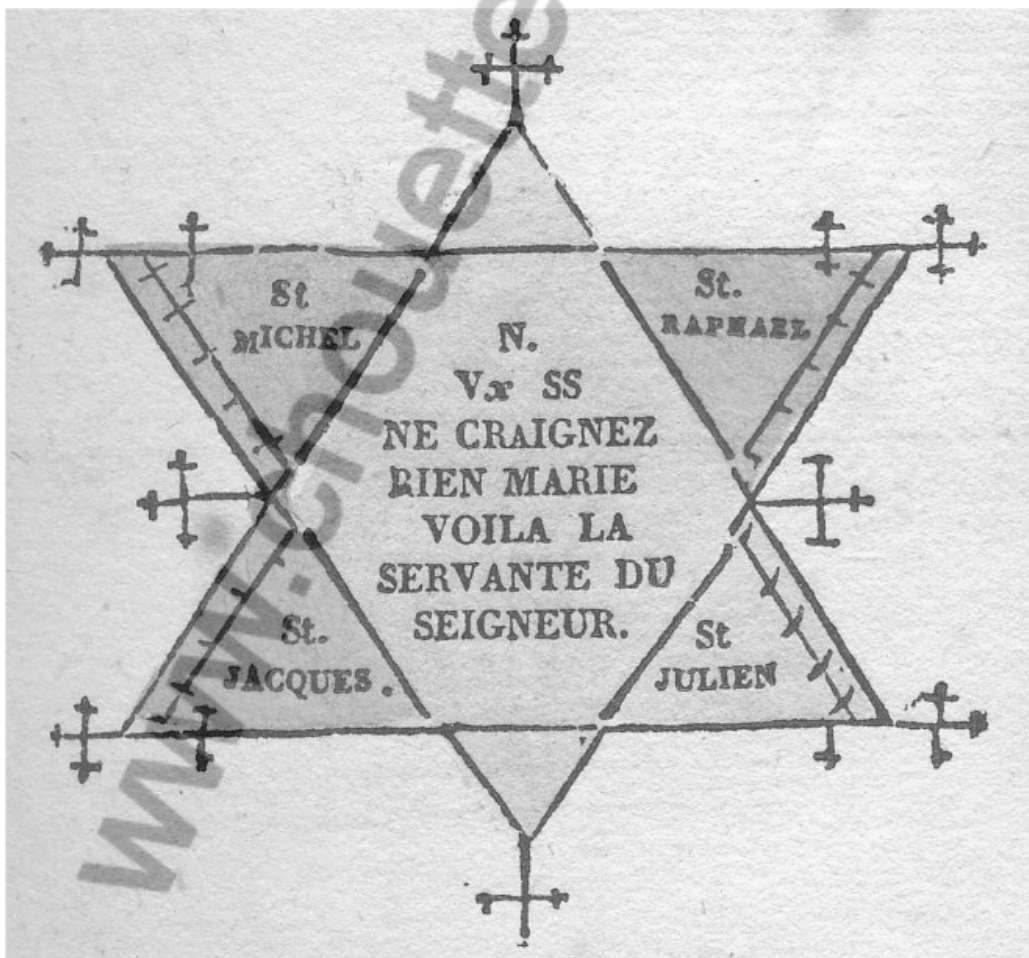 St
MICHEL
St.
RAPHAEL
N.
Vx SS
NE CRAIGNEZ
RIEN MARIE
VOILA LA
SERVANTE DU
SEIGNEUR.
St.
JACQUES.
St
JULIEN
www.chouette